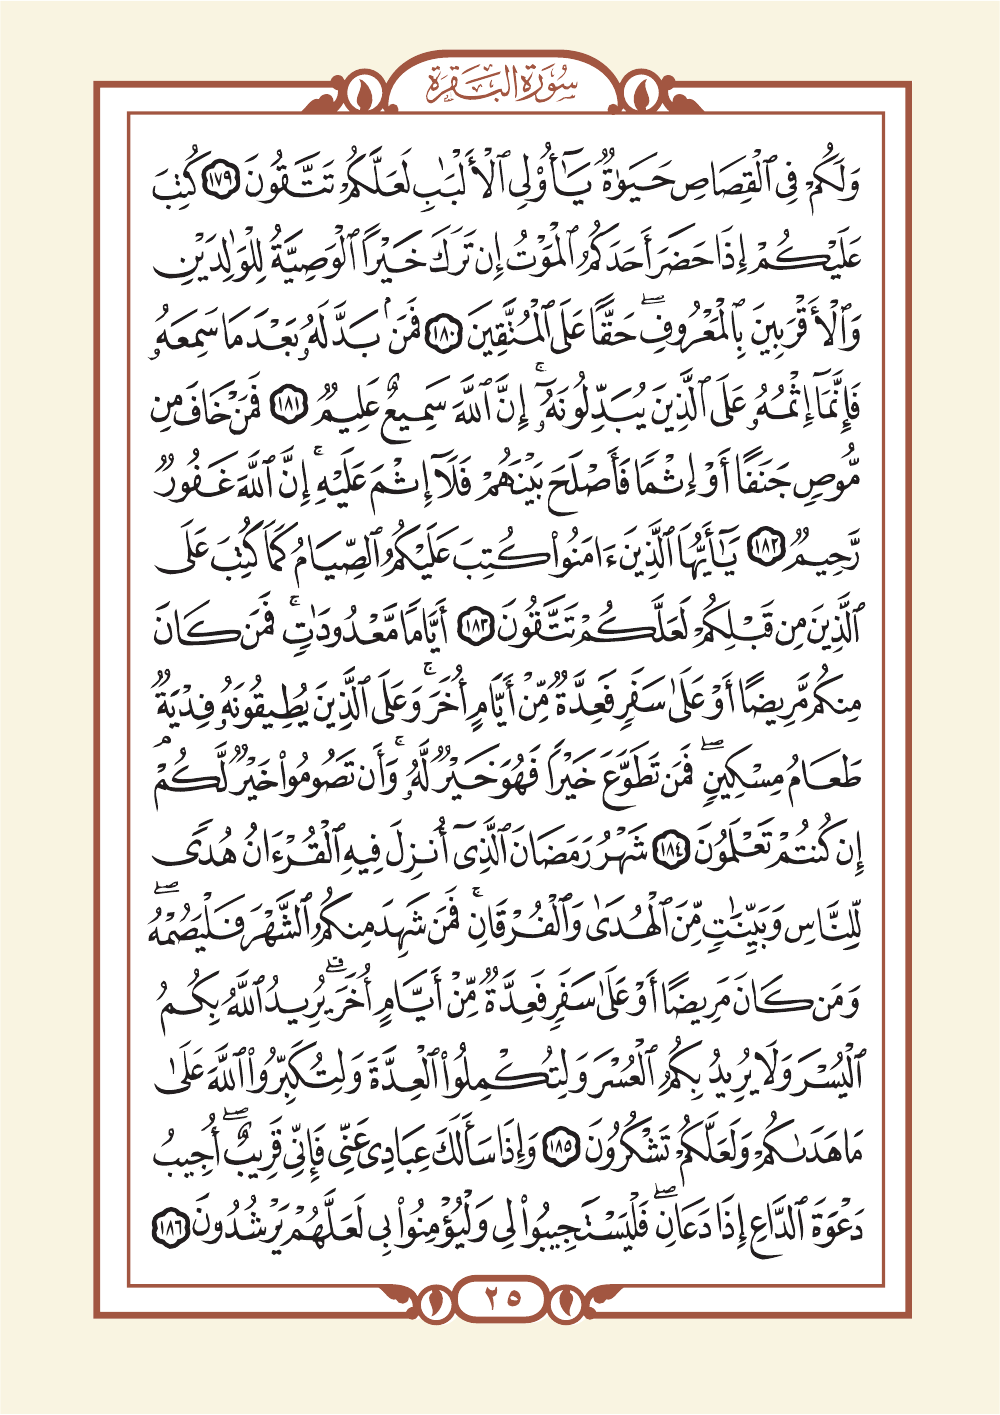 سُورَةُ الْبَقَرَةِ
وَلَكُمْ فِى ٱلْقِصَاصِ حَيَوٰةٌ يَـٰٓأُو۟لِى ٱلْأَلْبَـٰبِ لَعَلَّكُمْ تَتَّقُونَ ١٧٩ كُتِبَ
عَلَيْكُمْ إِذَا حَضَرَ أَحَدَكُمُ ٱلْمَوْتُ إِن تَرَكَ خَيْرًا ٱلْوَصِيَّةُ لِلْوَٰلِدَيْنِ
وَٱلْأَقْرَبِينَ بِٱلْمَعْرُوفِ ۖ حَقًّا عَلَى ٱلْمُتَّقِينَ ١٨٠ فَمَنۢ بَدَّلَهُۥ بَعْدَ مَا سَمِعَهُۥ
فَإِنَّمَآ إِثْمُهُۥ عَلَى ٱلَّذِينَ يُبَدِّلُونَهُۥٓ ۚ إِنَّ ٱللَّهَ سَمِيعٌ عَلِيمٌ ١٨١ فَمَنْ خَافَ مِن
مُّوصٍ جَنَفًا أَوْ إِثْمًا فَأَصْلَحَ بَيْنَهُمْ فَلَآ إِثْمَ عَلَيْهِ ۚ إِنَّ ٱللَّهَ غَفُورٌ
رَّحِيمٌ ١٨٢ يَـٰٓأَيُّهَا ٱلَّذِينَ ءَامَنُوا۟ كُتِبَ عَلَيْكُمُ ٱلصِّيَامُ كَمَا كُتِبَ عَلَى
ٱلَّذِينَ مِن قَبْلِكُمْ لَعَلَّكُمْ تَتَّقُونَ ١٨٣ أَيَّامًا مَّعْدُودَٰتٍ ۚ فَمَن كَانَ
مِنكُم مَّرِيضًا أَوْ عَلَىٰ سَفَرٍ فَعِدَّةٌ مِّنْ أَيَّامٍ أُخَرَ ۚ وَعَلَى ٱلَّذِينَ يُطِيقُونَهُۥ فِدْيَةٌ
طَعَامُ مِسْكِينٍ ۖ فَمَن تَطَوَّعَ خَيْرًا فَهُوَ خَيْرٌ لَّهُۥ ۚ وَأَن تَصُومُوا۟ خَيْرٌ لَّكُمْ ۖ
إِن كُنتُمْ تَعْلَمُونَ ١٨٤ شَهْرُ رَمَضَانَ ٱلَّذِىٓ أُنزِلَ فِيهِ ٱلْقُرْءَانُ هُدًى
لِّلنَّاسِ وَبَيِّنَـٰتٍ مِّنَ ٱلْهُدَىٰ وَٱلْفُرْقَانِ ۚ فَمَن شَهِدَ مِنكُمُ ٱلشَّهْرَ فَلْيَصُمْهُ ۖ
وَمَن كَانَ مَرِيضًا أَوْ عَلَىٰ سَفَرٍ فَعِدَّةٌ مِّنْ أَيَّامٍ أُخَرَ ۗ يُرِيدُ ٱللَّهُ بِكُمُ
ٱلْيُسْرَ وَلَا يُرِيدُ بِكُمُ ٱلْعُسْرَ وَلِتُكْمِلُوا۟ ٱلْعِدَّةَ وَلِتُكَبِّرُوا۟ ٱللَّهَ عَلَىٰ
مَا هَدَىٰكُمْ وَلَعَلَّكُمْ تَشْكُرُونَ ١٨٥ وَإِذَا سَأَلَكَ عِبَادِى عَنِّى فَإِنِّى قَرِيبٌ ۖ أُجِيبُ
دَعْوَةَ ٱلدَّاعِ إِذَا دَعَانِ ۖ فَلْيَسْتَجِيبُوا۟ لِى وَلْيُؤْمِنُوا۟ بِى لَعَلَّهُمْ يَرْشُدُونَ ١٨٦
٢٥